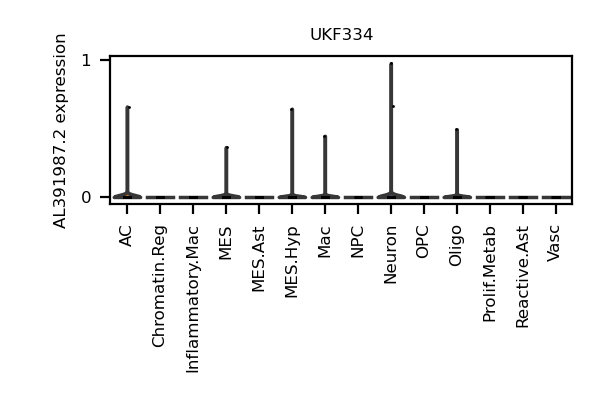 UKF334
AL391987.2 expression
1
0
AC
Chromatin.Reg
Inflammatory.Mac
MES
MES.Ast
MES.Hyp
Mac
NPC
Neuron
OPC
Oligo
Prolif.Metab
Reactive.Ast
Vasc